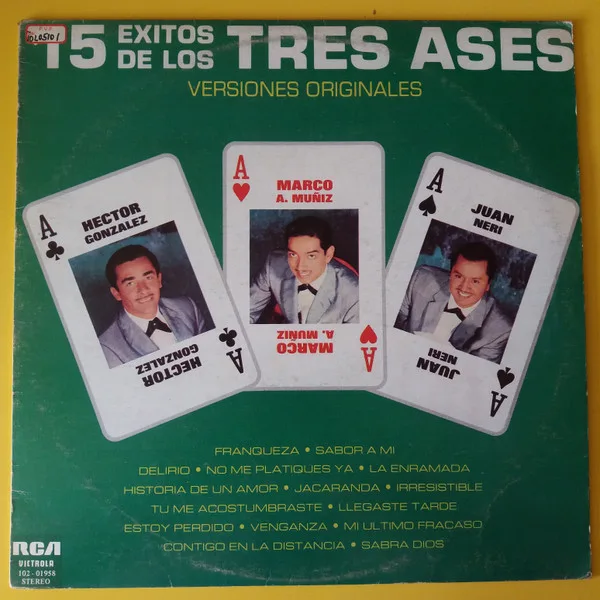 15 EXITOS DE LOS TRES ASES
VERSIONES ORIGINALES
A
HECTOR
GONZALEZ
HECTOR
GONZALEZ
A
A
MARCO
A. MUÑIZ
MARCO
A. MUÑIZ
A
A
JUAN
NERI
JUAN
NERI
A
FRANQUEZA • SABOR A MI
DELIRIO • NO ME PLATIQUES YA • LA ENRAMADA
HISTORIA DE UN AMOR • JACARANDA • IRRESISTIBLE
TU ME ACOSTUMBRASTE • LLEGASTE TARDE
ESTOY PERDIDO • VENGANZA • MI ULTIMO FRACASO
CONTIGO EN LA DISTANCIA • SABRA DIOS
RCA
VICTROLA
102 - 01958
STEREO